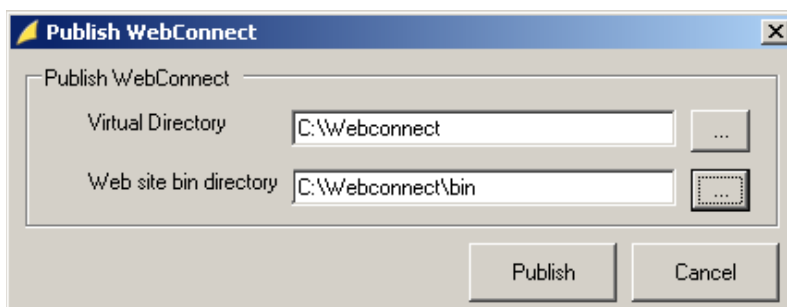 Publish WebConnect
Publish WebConnect
Virtual Directory C:\Webconnect ...
Web site bin directory C:\Webconnect\bin ...
Publish Cancel